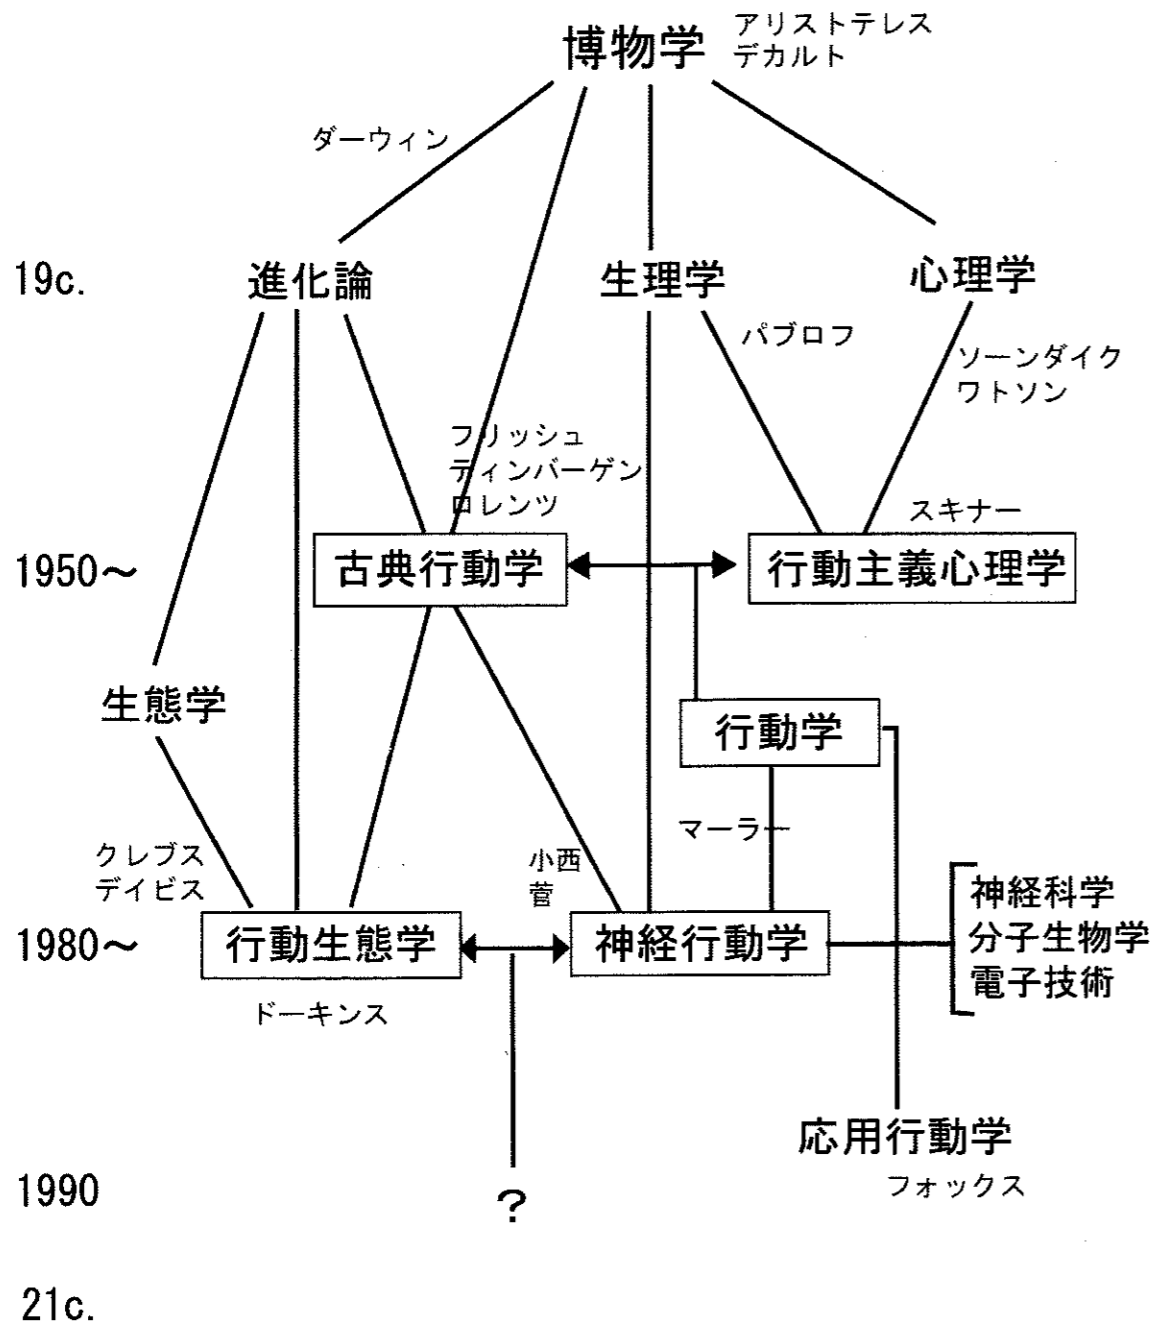 博物学
アリストテレス
デカルト
ダーウィン
19c.
進化論
生理学
心理学
パブロフ
ソーンダイク
ワトソン
フリッシュ
ティンバーゲン
ロレンツ
スキナー
1950～
古典行動学
行動主義心理学
生態学
行動学
マーラー
クレブス
デイビス
小西
菅
神経科学
分子生物学
電子技術
1980～
行動生態学
神経行動学
ドーキンス
応用行動学
フォックス
1990
？
21c.